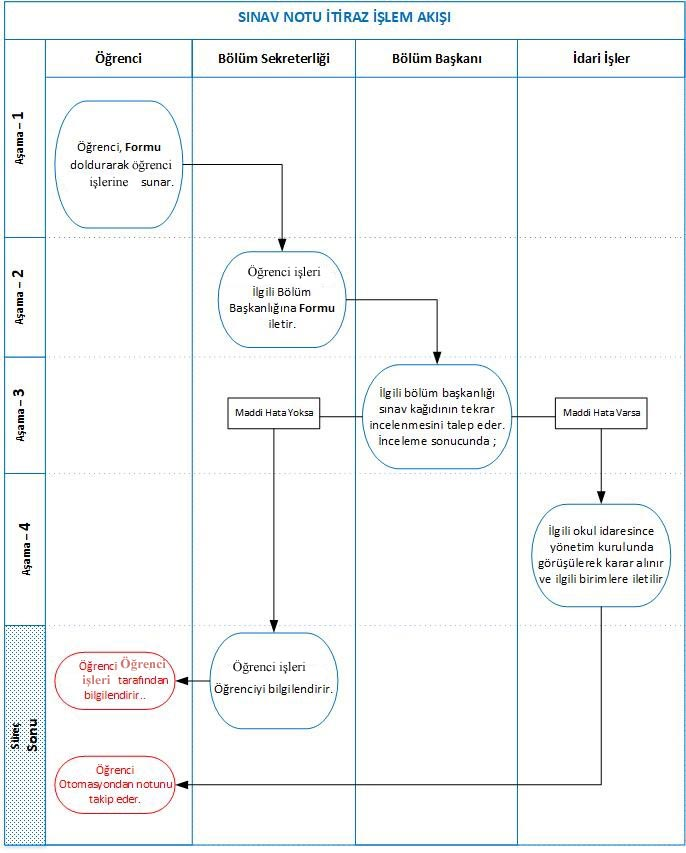 SINAV NOTU İTİRAZ İŞLEM AKIŞI
Öğrenci
Bölüm Sekreterliği
Bölüm Başkanı
İdari İşler
Aşama – 1
Öğrenci, Formu
doldurarak öğrenci
işlerine sunar.
Aşama – 2
Öğrenci işleri
İlgili Bölüm
Başkanlığına Formu
iletir.
Aşama – 3
Maddi Hata Yoksa
İlgili bölüm başkanlığı
sınav kağıdının tekrar
incelenmesini talep eder.
İnceleme sonucunda ;
Maddi Hata Varsa
Aşama – 4
İlgili okul idaresince
yönetim kurulunda
görüşülerek karar alınır
ve ilgili birimlere iletilir
Süreç
Sonu
Öğrenci Öğrenci
işleri tarafından
bilgilendirir..
Öğrenci işleri
Öğrenciyi bilgilendirir.
Öğrenci
Otomasyondan notunu
takip eder.